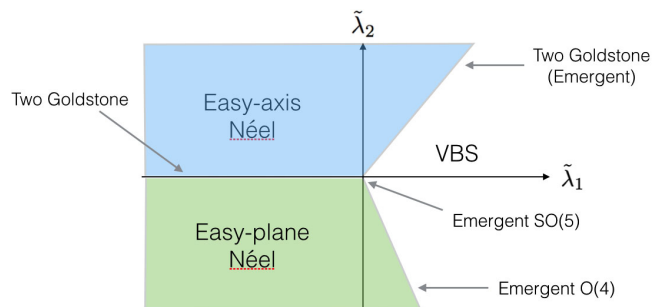 λ̃₂
Two Goldstone
(Emergent)
Two Goldstone
Easy-axis
Néel
VBS
λ̃₁
Emergent SO(5)
Easy-plane
Néel
Emergent O(4)